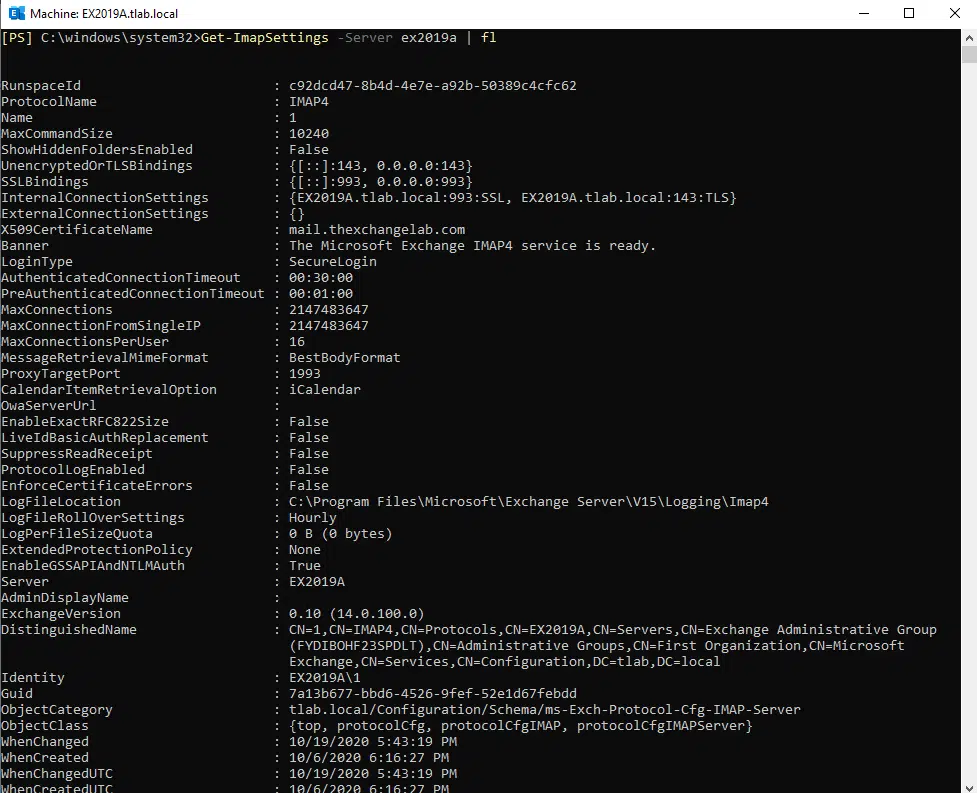 Machine: EX2019A.tlab.local
[PS] C:\windows\system32>Get-ImapSettings -Server ex2019a | fl
RunspaceId                        : c92dcd47-8b4d-4e7e-a92b-50389c4cfc62
ProtocolName                      : IMAP4
Name                              : 1
MaxCommandSize                    : 10240
ShowHiddenFoldersEnabled          : False
UnencryptedOrTLSBindings          : {[::]:143, 0.0.0.0:143}
SSLBindings                       : {[::]:993, 0.0.0.0:993}
InternalConnectionSettings        : {EX2019A.tlab.local:993:SSL, EX2019A.tlab.local:143:TLS}
ExternalConnectionSettings        : {}
X509CertificateName               : mail.thexchangelab.com
Banner                            : The Microsoft Exchange IMAP4 service is ready.
LoginType                         : SecureLogin
AuthenticatedConnectionTimeout    : 00:30:00
PreAuthenticatedConnectionTimeout : 00:01:00
MaxConnections                    : 2147483647
MaxConnectionFromSingleIP         : 2147483647
MaxConnectionsPerUser             : 16
MessageRetrievalMimeFormat        : BestBodyFormat
ProxyTargetPort                   : 1993
CalendarItemRetrievalOption       : iCalendar
OwaServerUrl                      :
EnableExactRFC822Size             : False
LiveIdBasicAuthReplacement        : False
SuppressReadReceipt               : False
ProtocolLogEnabled                : False
EnforceCertificateErrors          : False
LogFileLocation                   : C:\Program Files\Microsoft\Exchange Server\V15\Logging\Imap4
LogFileRollOverSettings           : Hourly
LogPerFileSizeQuota               : 0 B (0 bytes)
ExtendedProtectionPolicy          : None
EnableGSSAPIAndNTLMAuth           : True
Server                            : EX2019A
AdminDisplayName                  :
ExchangeVersion                   : 0.10 (14.0.100.0)
DistinguishedName                 : CN=1,CN=IMAP4,CN=Protocols,CN=EX2019A,CN=Servers,CN=Exchange Administrative Group
(FYDIBOHF23SPDLT),CN=Administrative Groups,CN=First Organization,CN=Microsoft
Exchange,CN=Services,CN=Configuration,DC=tlab,DC=local
Identity                          : EX2019A\1
Guid                              : 7a13b677-bbd6-4526-9fef-52e1d67febdd
ObjectCategory                    : tlab.local/Configuration/Schema/ms-Exch-Protocol-Cfg-IMAP-Server
ObjectClass                       : {top, protocolCfg, protocolCfgIMAP, protocolCfgIMAPServer}
WhenChanged                       : 10/19/2020 5:43:19 PM
WhenCreated                       : 10/6/2020 6:16:27 PM
WhenChangedUTC                    : 10/19/2020 5:43:19 PM
WhenCreatedUTC                    : 10/6/2020 6:16:27 PM